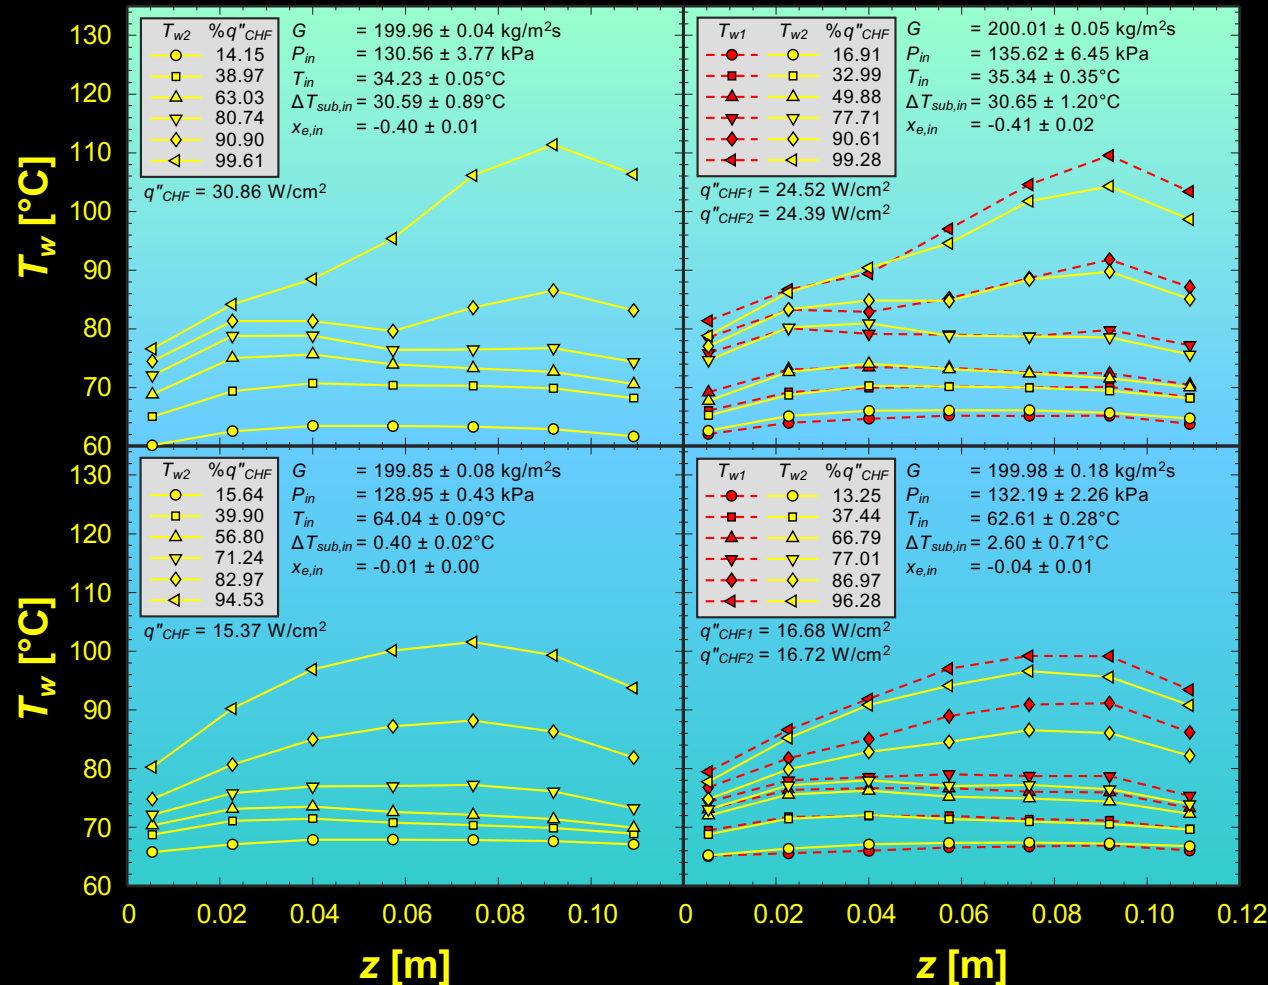 T_w2 %q″_CHF
14.15
38.97
63.03
80.74
90.90
99.61
G = 199.96 ± 0.04 kg/m²s
P_in = 130.56 ± 3.77 kPa
T_in = 34.23 ± 0.05°C
ΔT_sub,in = 30.59 ± 0.89°C
x_e,in = -0.40 ± 0.01
q″_CHF = 30.86 W/cm²
T_w1 T_w2 %q″_CHF
16.91
32.99
49.88
77.71
90.61
99.28
G = 200.01 ± 0.05 kg/m²s
P_in = 135.62 ± 6.45 kPa
T_in = 35.34 ± 0.35°C
ΔT_sub,in = 30.65 ± 1.20°C
x_e,in = -0.41 ± 0.02
q″_CHF1 = 24.52 W/cm²
q″_CHF2 = 24.39 W/cm²
T_w [°C]
130
120
110
100
90
80
70
60
T_w2 %q″_CHF
15.64
39.90
56.80
71.24
82.97
94.53
G = 199.85 ± 0.08 kg/m²s
P_in = 128.95 ± 0.43 kPa
T_in = 64.04 ± 0.09°C
ΔT_sub,in = 0.40 ± 0.02°C
x_e,in = -0.01 ± 0.00
q″_CHF = 15.37 W/cm²
T_w1 T_w2 %q″_CHF
13.25
37.44
66.79
77.01
86.97
96.28
G = 199.98 ± 0.18 kg/m²s
P_in = 132.19 ± 2.26 kPa
T_in = 62.61 ± 0.28°C
ΔT_sub,in = 2.60 ± 0.71°C
x_e,in = -0.04 ± 0.01
q″_CHF1 = 16.68 W/cm²
q″_CHF2 = 16.72 W/cm²
T_w [°C]
130
120
110
100
90
80
70
60
0 0.02 0.04 0.06 0.08 0.10 0 0.02 0.04 0.06 0.08 0.10 0.12
z [m] z [m]